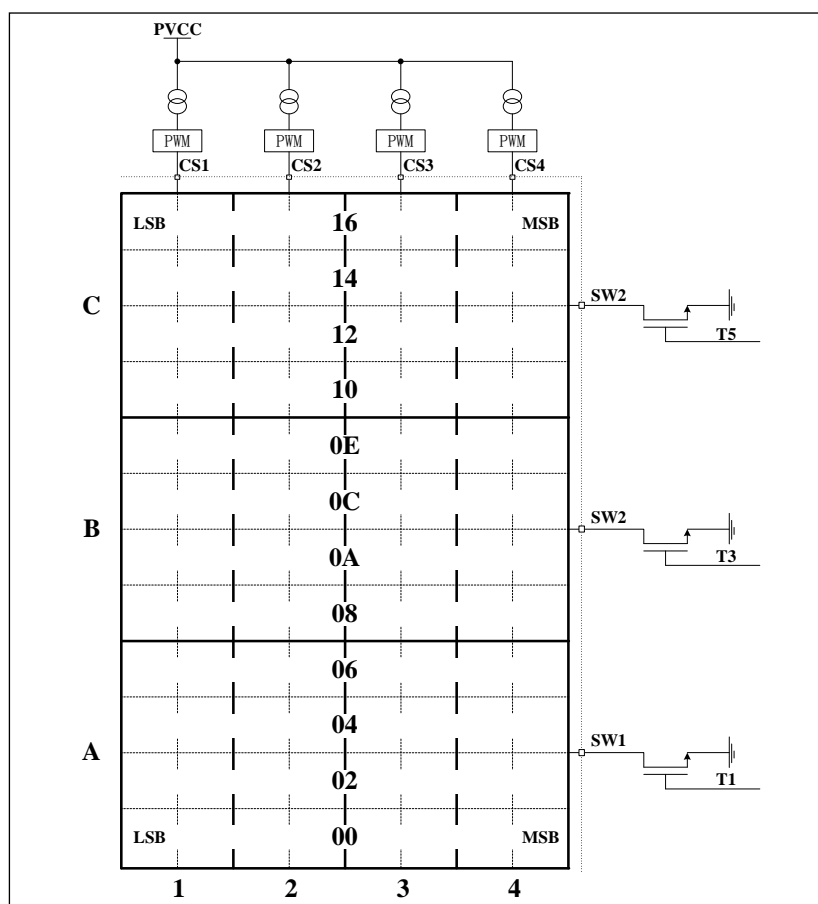 PVCC
PWM PWM PWM PWM
CS1 CS2 CS3 CS4
LSB 16 MSB
14
C SW2
12 T5
10
0E
0C
B SW2
0A T3
08
06
04
A SW1
02 T1
LSB 00 MSB
1 2 3 4